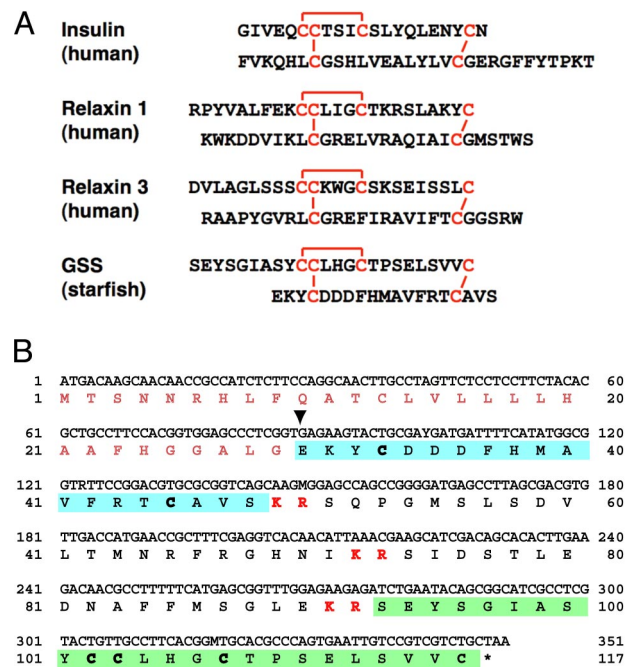 A
Insulin
(human)
GIVEQCCTSICSLYQLENYCN
FVKQHLCGSHLVEALYLVCGERGFFYTPKT
Relaxin 1
(human)
RPYVALFEKCCLIGCTKRSLAKYC
KWKDDVIKLCGRELVRAQIAICGMSTWS
Relaxin 3
(human)
DVLAGLSSSCCKWGCSKSEISSLC
RAAPYGVRLCGREFIRAVIFTCGGSRW
GSS
(starfish)
SEYSGIASYCCLHGCTPSELSVVC
EKYCDDDFHMAVFRTCAVS
B
1 ATGACAAGCAACAACCGCCATCTCTTCCAGGCAACTTGCCTAGTTCTCCTCCTTCTACAC 60
1 M T S N N R H L F Q A T C L V L L L L H 20
61 GCTGCCTTCCACGGTGGAGCCCTCGGTGAGAAGTACTGCGATGATGATTTTCATATGGCG 120
21 A A F H G G A L G E K Y C D D D F H M A 40
121 GTRTTCCGGACGTGCGCGGTCAGCAAGMGGAGCCAGCCGGGGATGAGCCTTAGCGACGTG 180
41 V F R T C A V S K R S Q P G M S L S D V 60
181 TTGACCATGAACCGCTTTCGAGGTCACAACATTAAACGAAGCATCGACAGCACACTTGAG 240
41 L T M N R F R G H N I K R S I D S T L E 80
241 GACAACGCCTTTTTCATGAGCGGTTTGGAGAAGAGATCTGAATACAGCGGCATCGCCTCG 300
81 D N A F F M S G L E K R S E Y S G I A S 100
301 TACTGTTGCCTTCACGGMTGCACGCCCAGTGAATTGTCCGTCGTCTGCTAA 351
101 Y C C L H G C T P S E L S V V C * 117